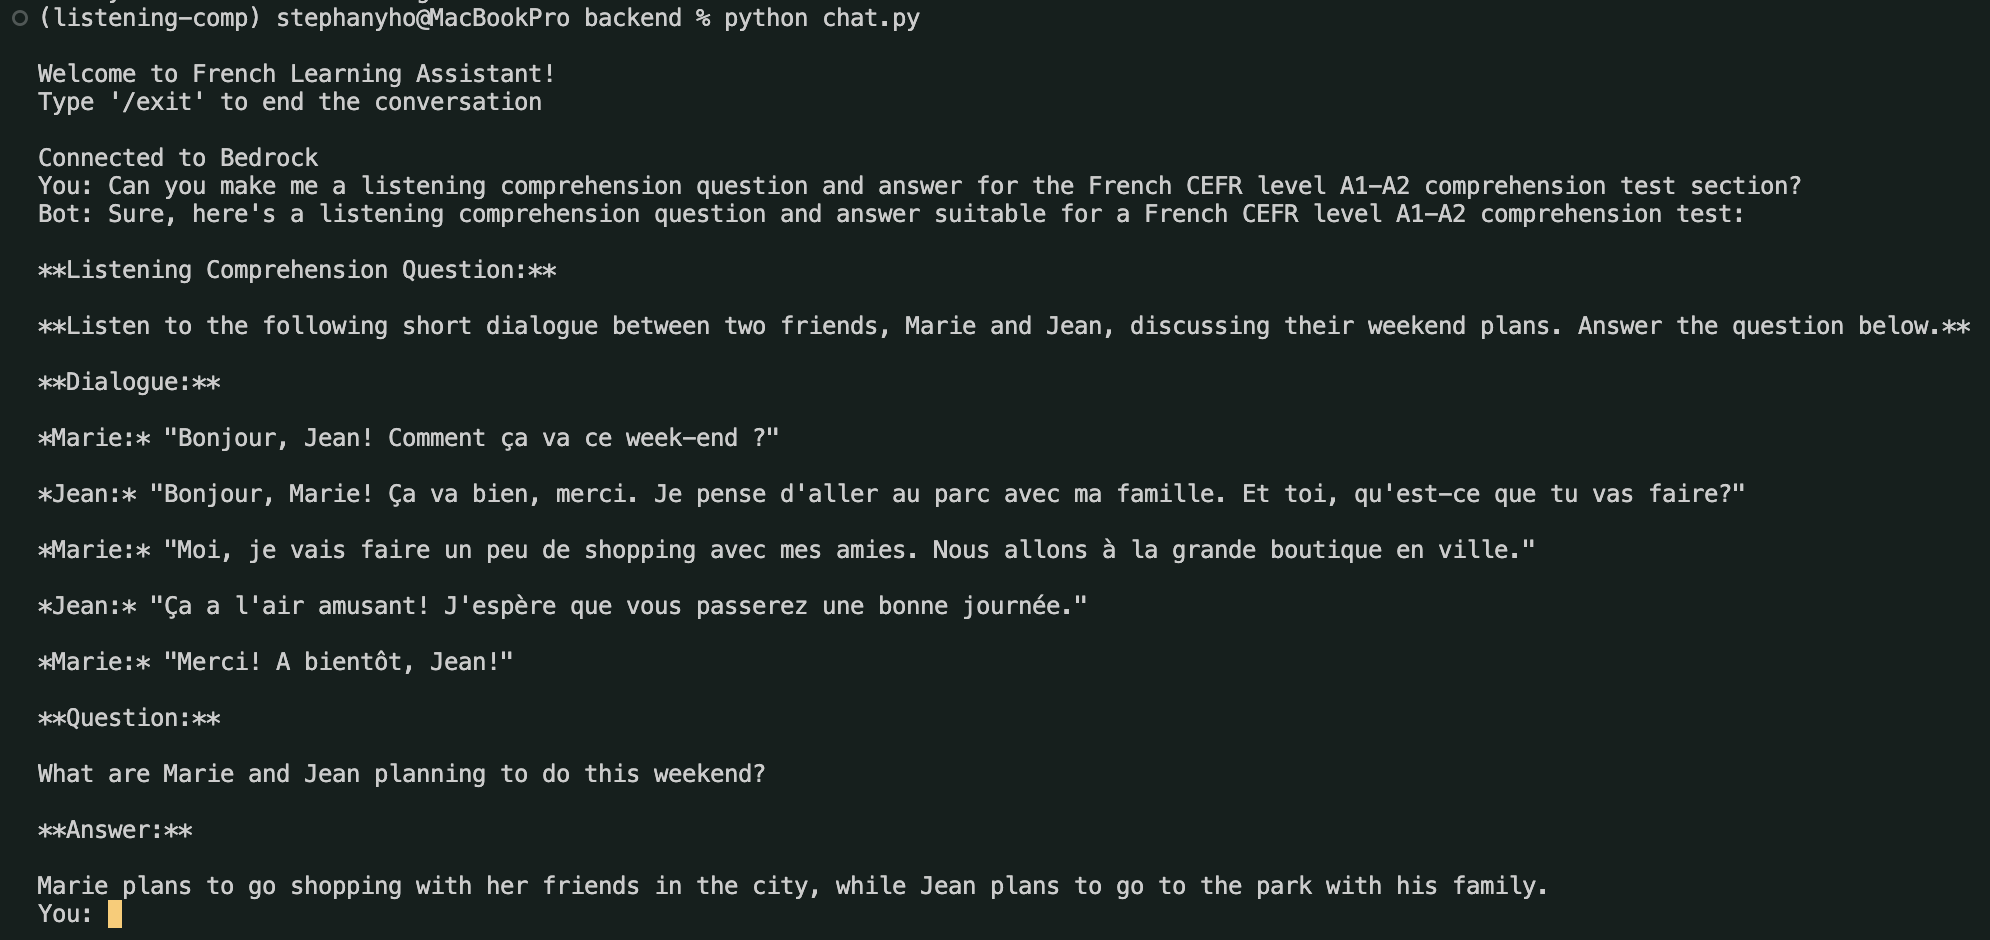 (listening-comp) stephanyho@MacBookPro backend % python chat.py
Welcome to French Learning Assistant!
Type '/exit' to end the conversation
Connected to Bedrock
You: Can you make me a listening comprehension question and answer for the French CEFR level A1-A2 comprehension test section?
Bot: Sure, here's a listening comprehension question and answer suitable for a French CEFR level A1-A2 comprehension test:
**Listening Comprehension Question:**
**Listen to the following short dialogue between two friends, Marie and Jean, discussing their weekend plans. Answer the question below.**
**Dialogue:**
*Marie:* "Bonjour, Jean! Comment ça va ce week-end ?"
*Jean:* "Bonjour, Marie! Ça va bien, merci. Je pense d'aller au parc avec ma famille. Et toi, qu'est-ce que tu vas faire?"
*Marie:* "Moi, je vais faire un peu de shopping avec mes amies. Nous allons à la grande boutique en ville."
*Jean:* "Ça a l'air amusant! J'espère que vous passerez une bonne journée."
*Marie:* "Merci! A bientôt, Jean!"
**Question:**
What are Marie and Jean planning to do this weekend?
**Answer:**
Marie plans to go shopping with her friends in the city, while Jean plans to go to the park with his family.
You: